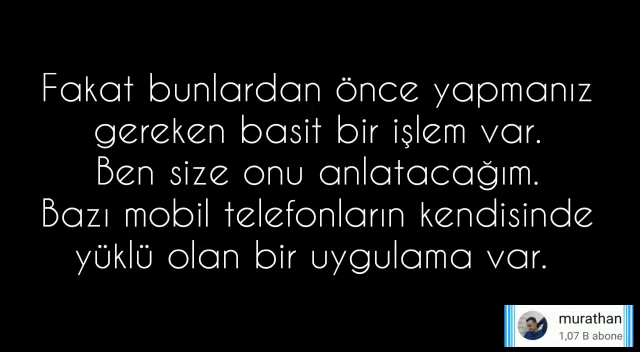 Fakat bunlardan önce yapmanız
gereken basit bir işlem var.
Ben size onu anlatacağım.
Bazı mobil telefonların kendisinde
yüklü olan bir uygulama var.
murathan
1,07 B abone